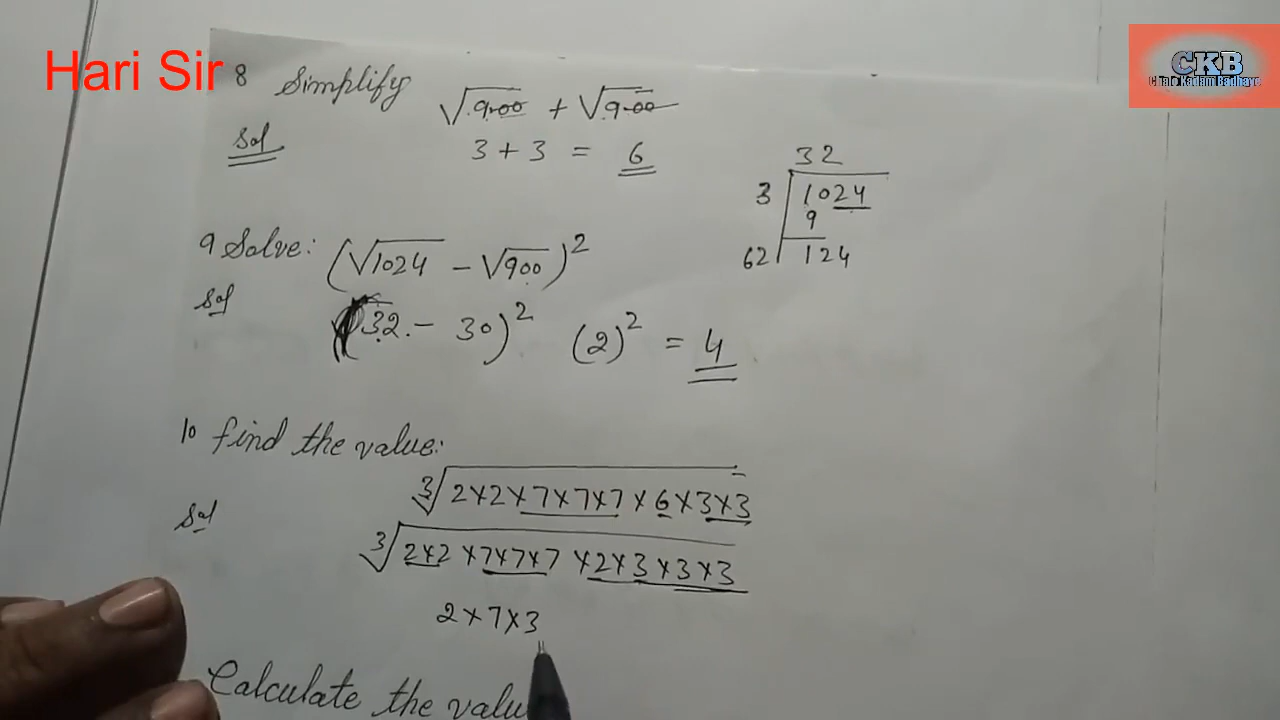 Hari Sir
CKB
Chalo Kadam Badhaye
8 Simplify √9.00 + √9.00
Sol 3 + 3 = 6
32
3 1024
9
62 124
9 Solve: (√1024 - √900)²
Sol (32 - 30)² (2)² = 4
10 find the value:
∛2×2×7×7×7×6×3×3
Sol
∛2×2×7×7×7×2×3×3×3
2×7×3
Calculate the valu